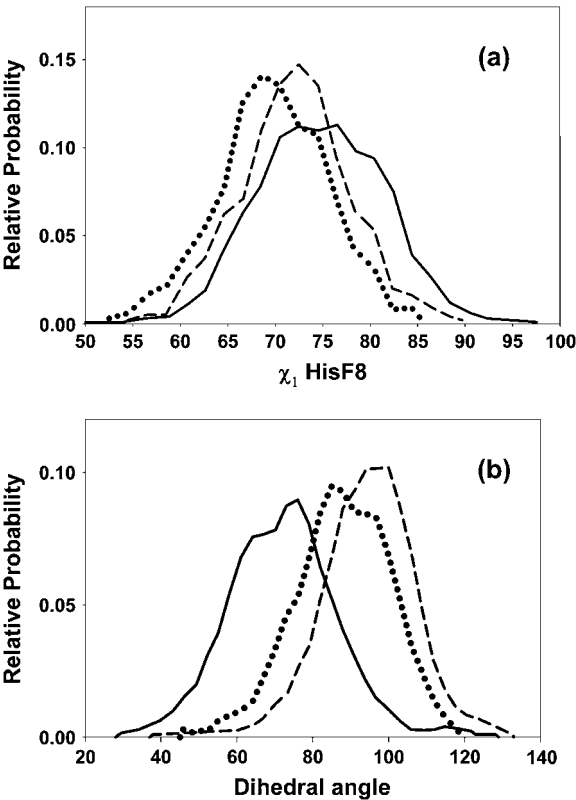 (a)
Relative Probability
0.15
0.10
0.05
0.00
50 55 60 65 70 75 80 85 90 95 100
χ1 HisF8
(b)
Relative Probability
0.10
0.05
0.00
20 40 60 80 100 120 140
Dihedral angle